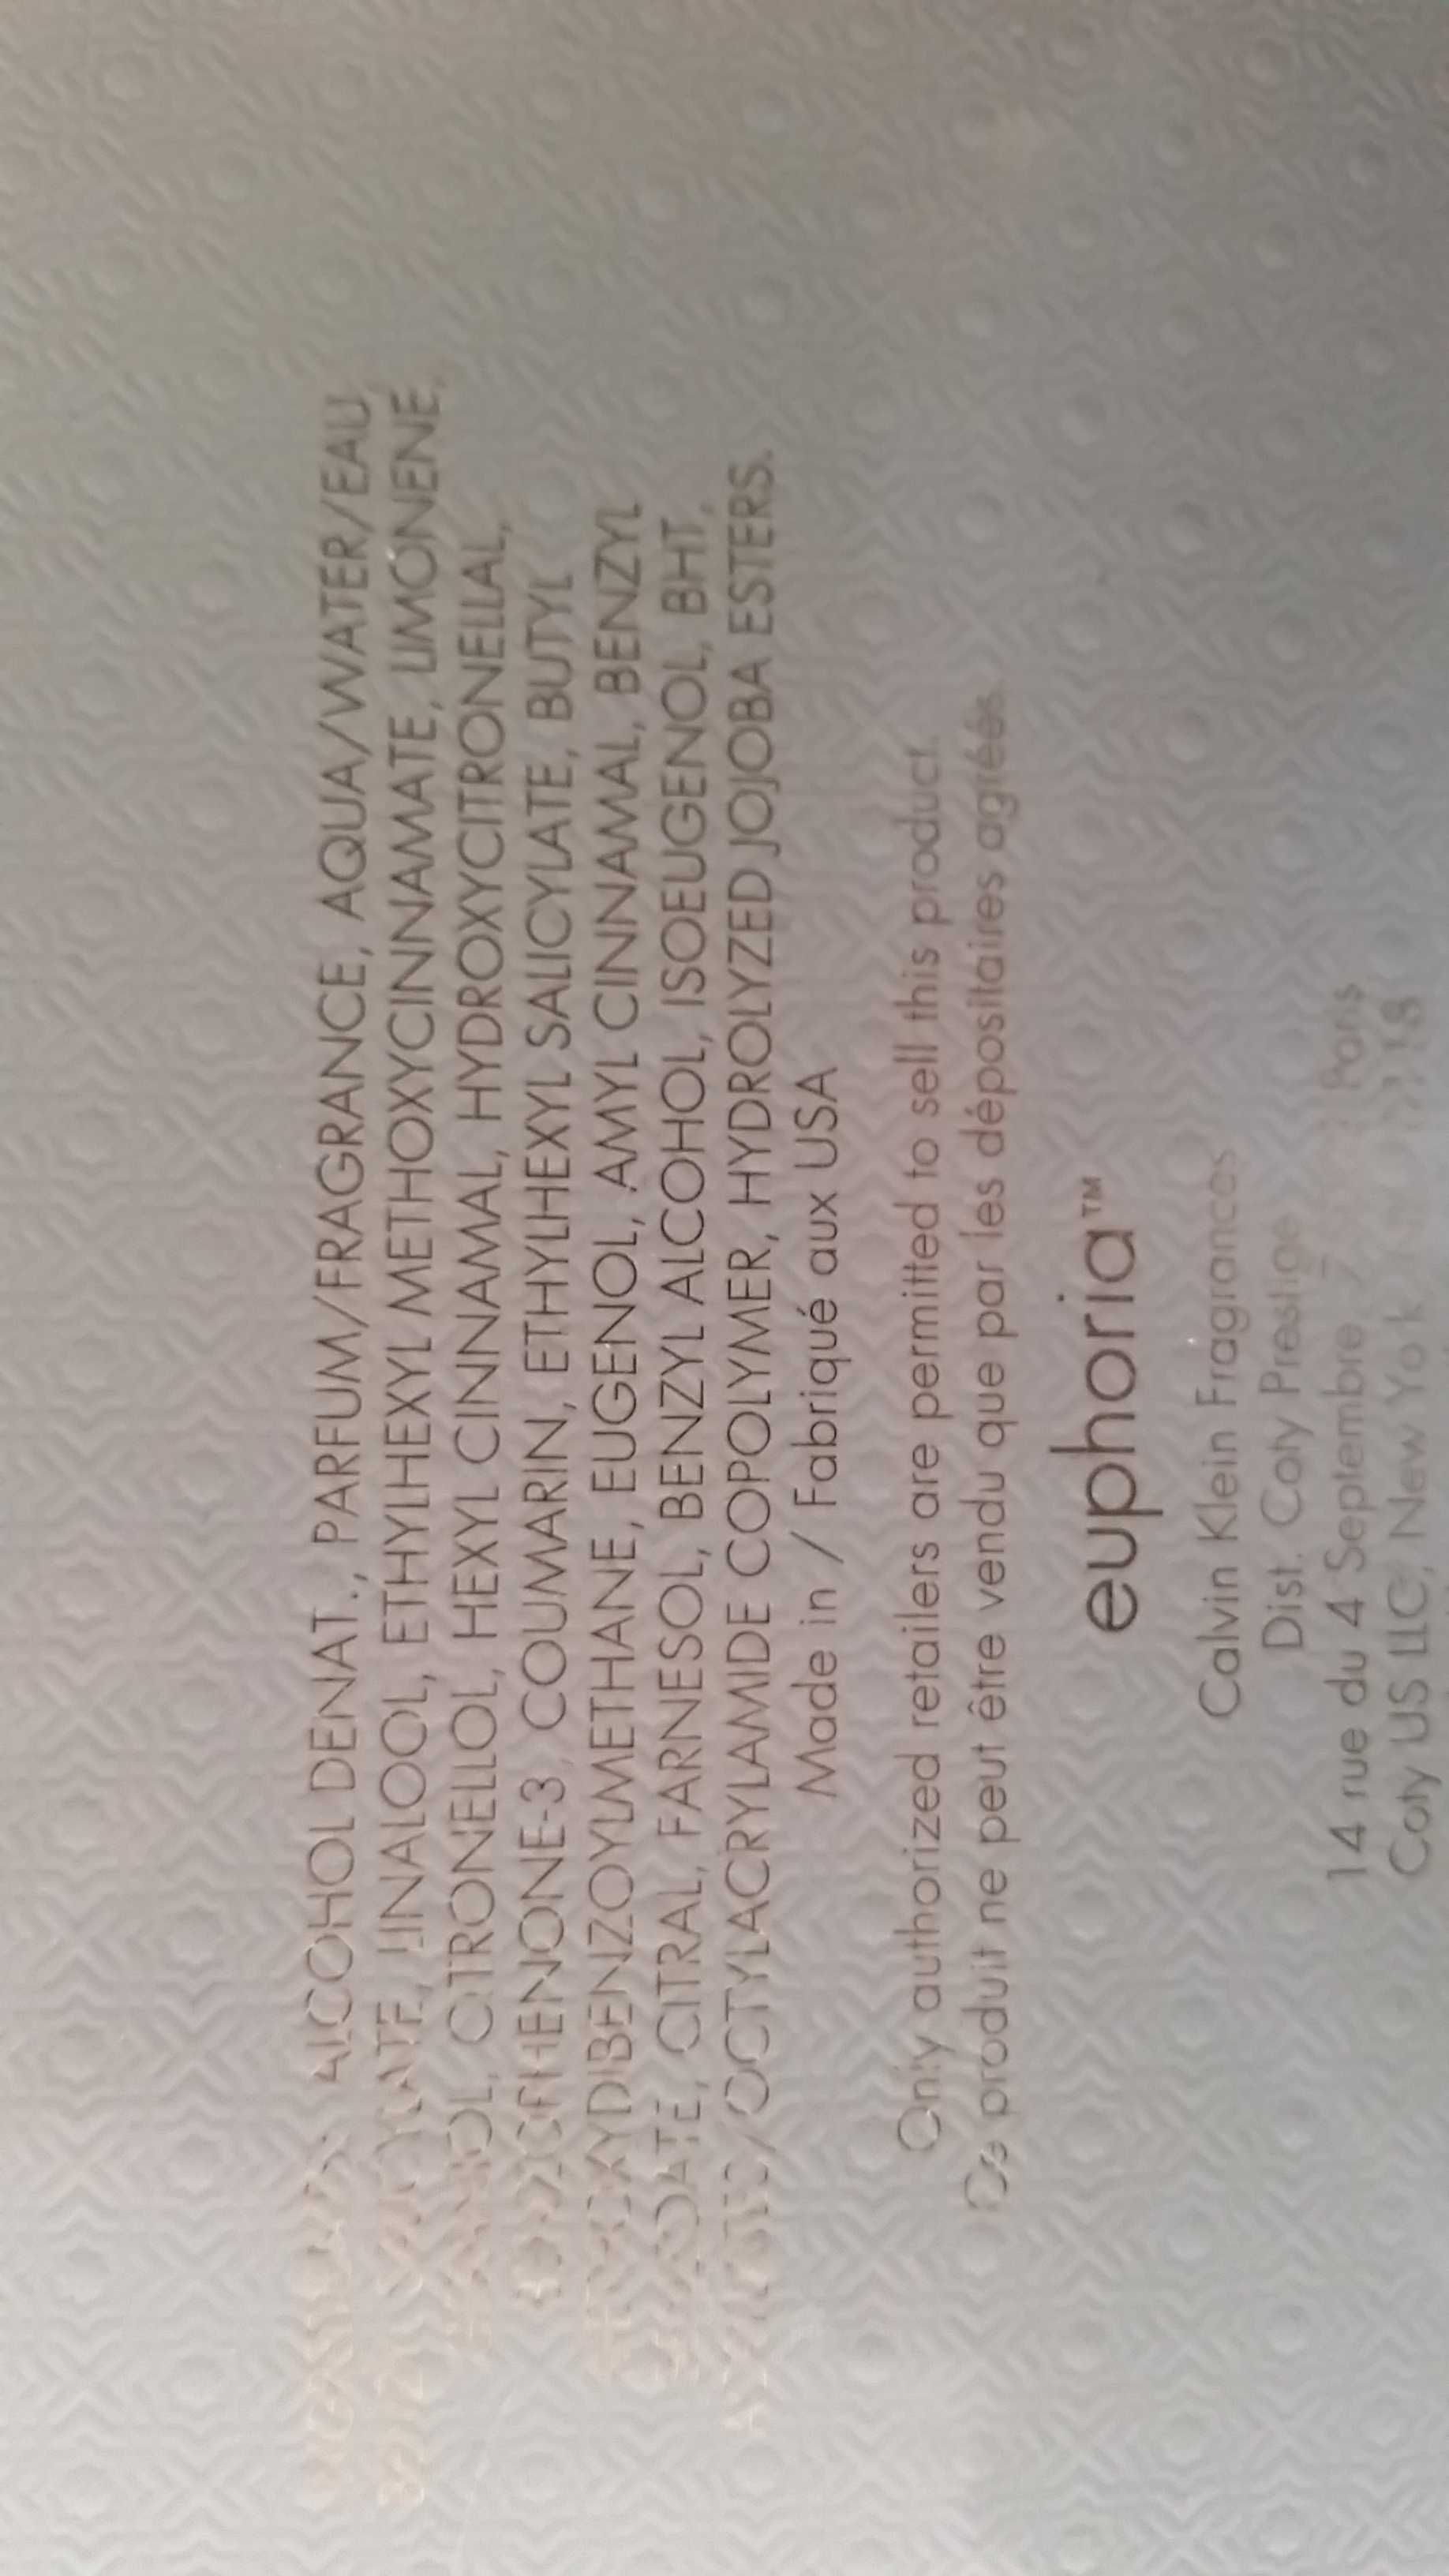 ALCOHOL DENAT., PARFUM/FRAGRANCE, AQUA/WATER/EAU,
LINALOOL, ETHYLHEXYL METHOXYCINNAMATE, LIMONENE,
CITRONELLOL, HEXYL CINNAMAL, HYDROXYCITRONELLAL,
COUMARIN, ETHYLHEXYL SALICYLATE, BUTYL
EUGENOL, AMYL CINNAMAL, BENZYL
CITRAL, FARNESOL, BENZYL ALCOHOL, ISOEUGENOL, BHT,
OCTYLACRYLAMIDE COPOLYMER, HYDROLYZED JOJOBA ESTERS.
Made in / Fabriqué aux USA
Only authorized retailers are permitted to sell this product.
Ce produit ne peut être vendu que par les dépositaires agréés.
euphoria™
Calvin Klein Fragrances
Dist. Coty Prestige
14 rue du 4 Septembre Paris
Coty US LLC, New York